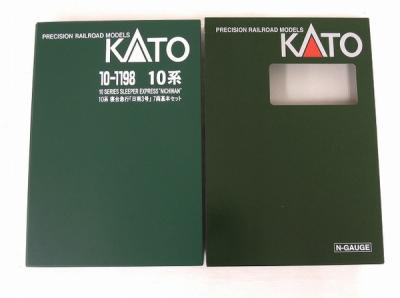 PRECISION RAILROAD MODELS
KATO
10-1198 10系
10 SERIES SLEEPER EXPRESS "NICHINAN"
10系 寝台急行「日南3号」 7両基本セット
PRECISION RAILROAD MODELS
KATO
N-GAUGE